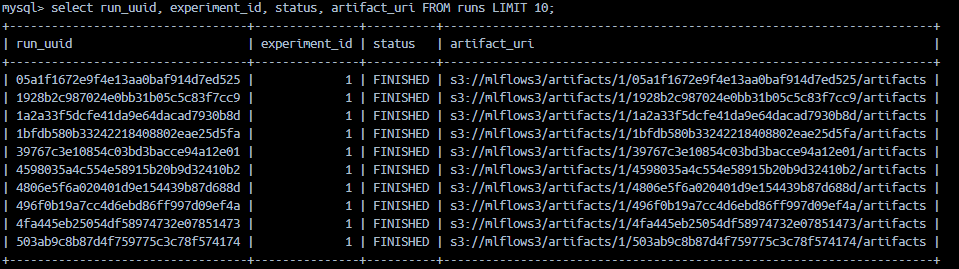 mysql> select run_uuid, experiment_id, status, artifact_uri FROM runs LIMIT 10;
+----------------------------------+---------------+----------+-----------------------------------------------------------------+
| run_uuid                         | experiment_id | status   | artifact_uri                                                    |
+----------------------------------+---------------+----------+-----------------------------------------------------------------+
| 05a1f1672e9f4e13aa0baf914d7ed525 |             1 | FINISHED | s3://mlflows3/artifacts/1/05a1f1672e9f4e13aa0baf914d7ed525/artifacts |
| 1928b2c987024e0bb31b05c5c83f7cc9 |             1 | FINISHED | s3://mlflows3/artifacts/1/1928b2c987024e0bb31b05c5c83f7cc9/artifacts |
| 1a2a33f5dcfe41da9e64dacad7930b8d |             1 | FINISHED | s3://mlflows3/artifacts/1/1a2a33f5dcfe41da9e64dacad7930b8d/artifacts |
| 1bfdb580b33242218408802eae25d5fa |             1 | FINISHED | s3://mlflows3/artifacts/1/1bfdb580b33242218408802eae25d5fa/artifacts |
| 39767c3e10854c03bd3bacce94a12e01 |             1 | FINISHED | s3://mlflows3/artifacts/1/39767c3e10854c03bd3bacce94a12e01/artifacts |
| 4598035a4c554e58915b20b9d32410b2 |             1 | FINISHED | s3://mlflows3/artifacts/1/4598035a4c554e58915b20b9d32410b2/artifacts |
| 4806e5f6a020401d9e154439b87d688d |             1 | FINISHED | s3://mlflows3/artifacts/1/4806e5f6a020401d9e154439b87d688d/artifacts |
| 496f0b19a7cc4d6ebd86ff997d09ef4a |             1 | FINISHED | s3://mlflows3/artifacts/1/496f0b19a7cc4d6ebd86ff997d09ef4a/artifacts |
| 4fa445eb25054df58974732e07851473 |             1 | FINISHED | s3://mlflows3/artifacts/1/4fa445eb25054df58974732e07851473/artifacts |
| 503ab9c8b87d4f759775c3c78f574174 |             1 | FINISHED | s3://mlflows3/artifacts/1/503ab9c8b87d4f759775c3c78f574174/artifacts |
+----------------------------------+---------------+----------+-----------------------------------------------------------------+